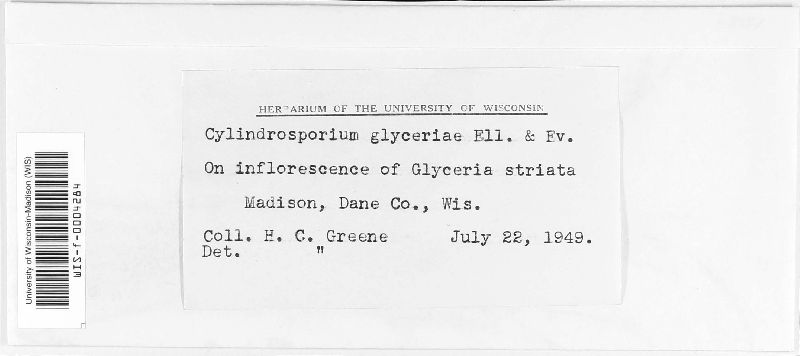 HERBARIUM OF THE UNIVERSITY OF WISCONSIN
Cylindrosporium glyceriae Ell. & Ev.
On inflorescence of Glyceria striata
Madison, Dane Co., Wis.
Coll. H. C. Greene July 22, 1949.
Det. "
University of Wisconsin-Madison (WIS)
WIS-f-0004284